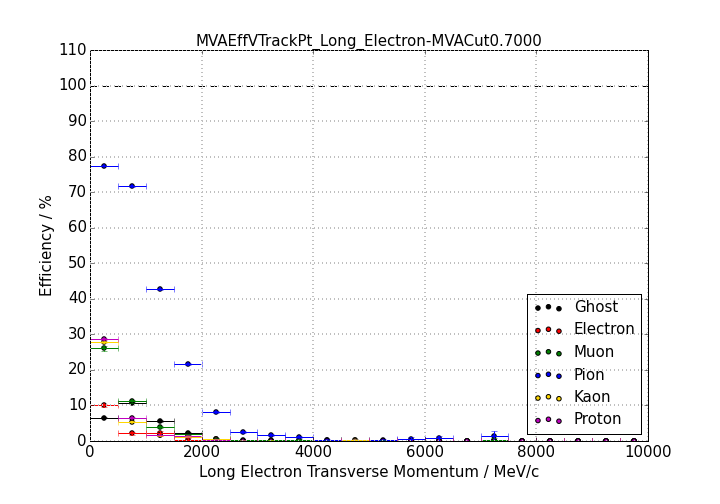 MVAEffVTrackPt_Long_Electron-MVACut0.7000
110
100
90
80
70
60
50
40
30
20
10
0
Efficiency / %
Ghost
Electron
Muon
Pion
Kaon
Proton
0 2000 4000 6000 8000 10000
Long Electron Transverse Momentum / MeV/c